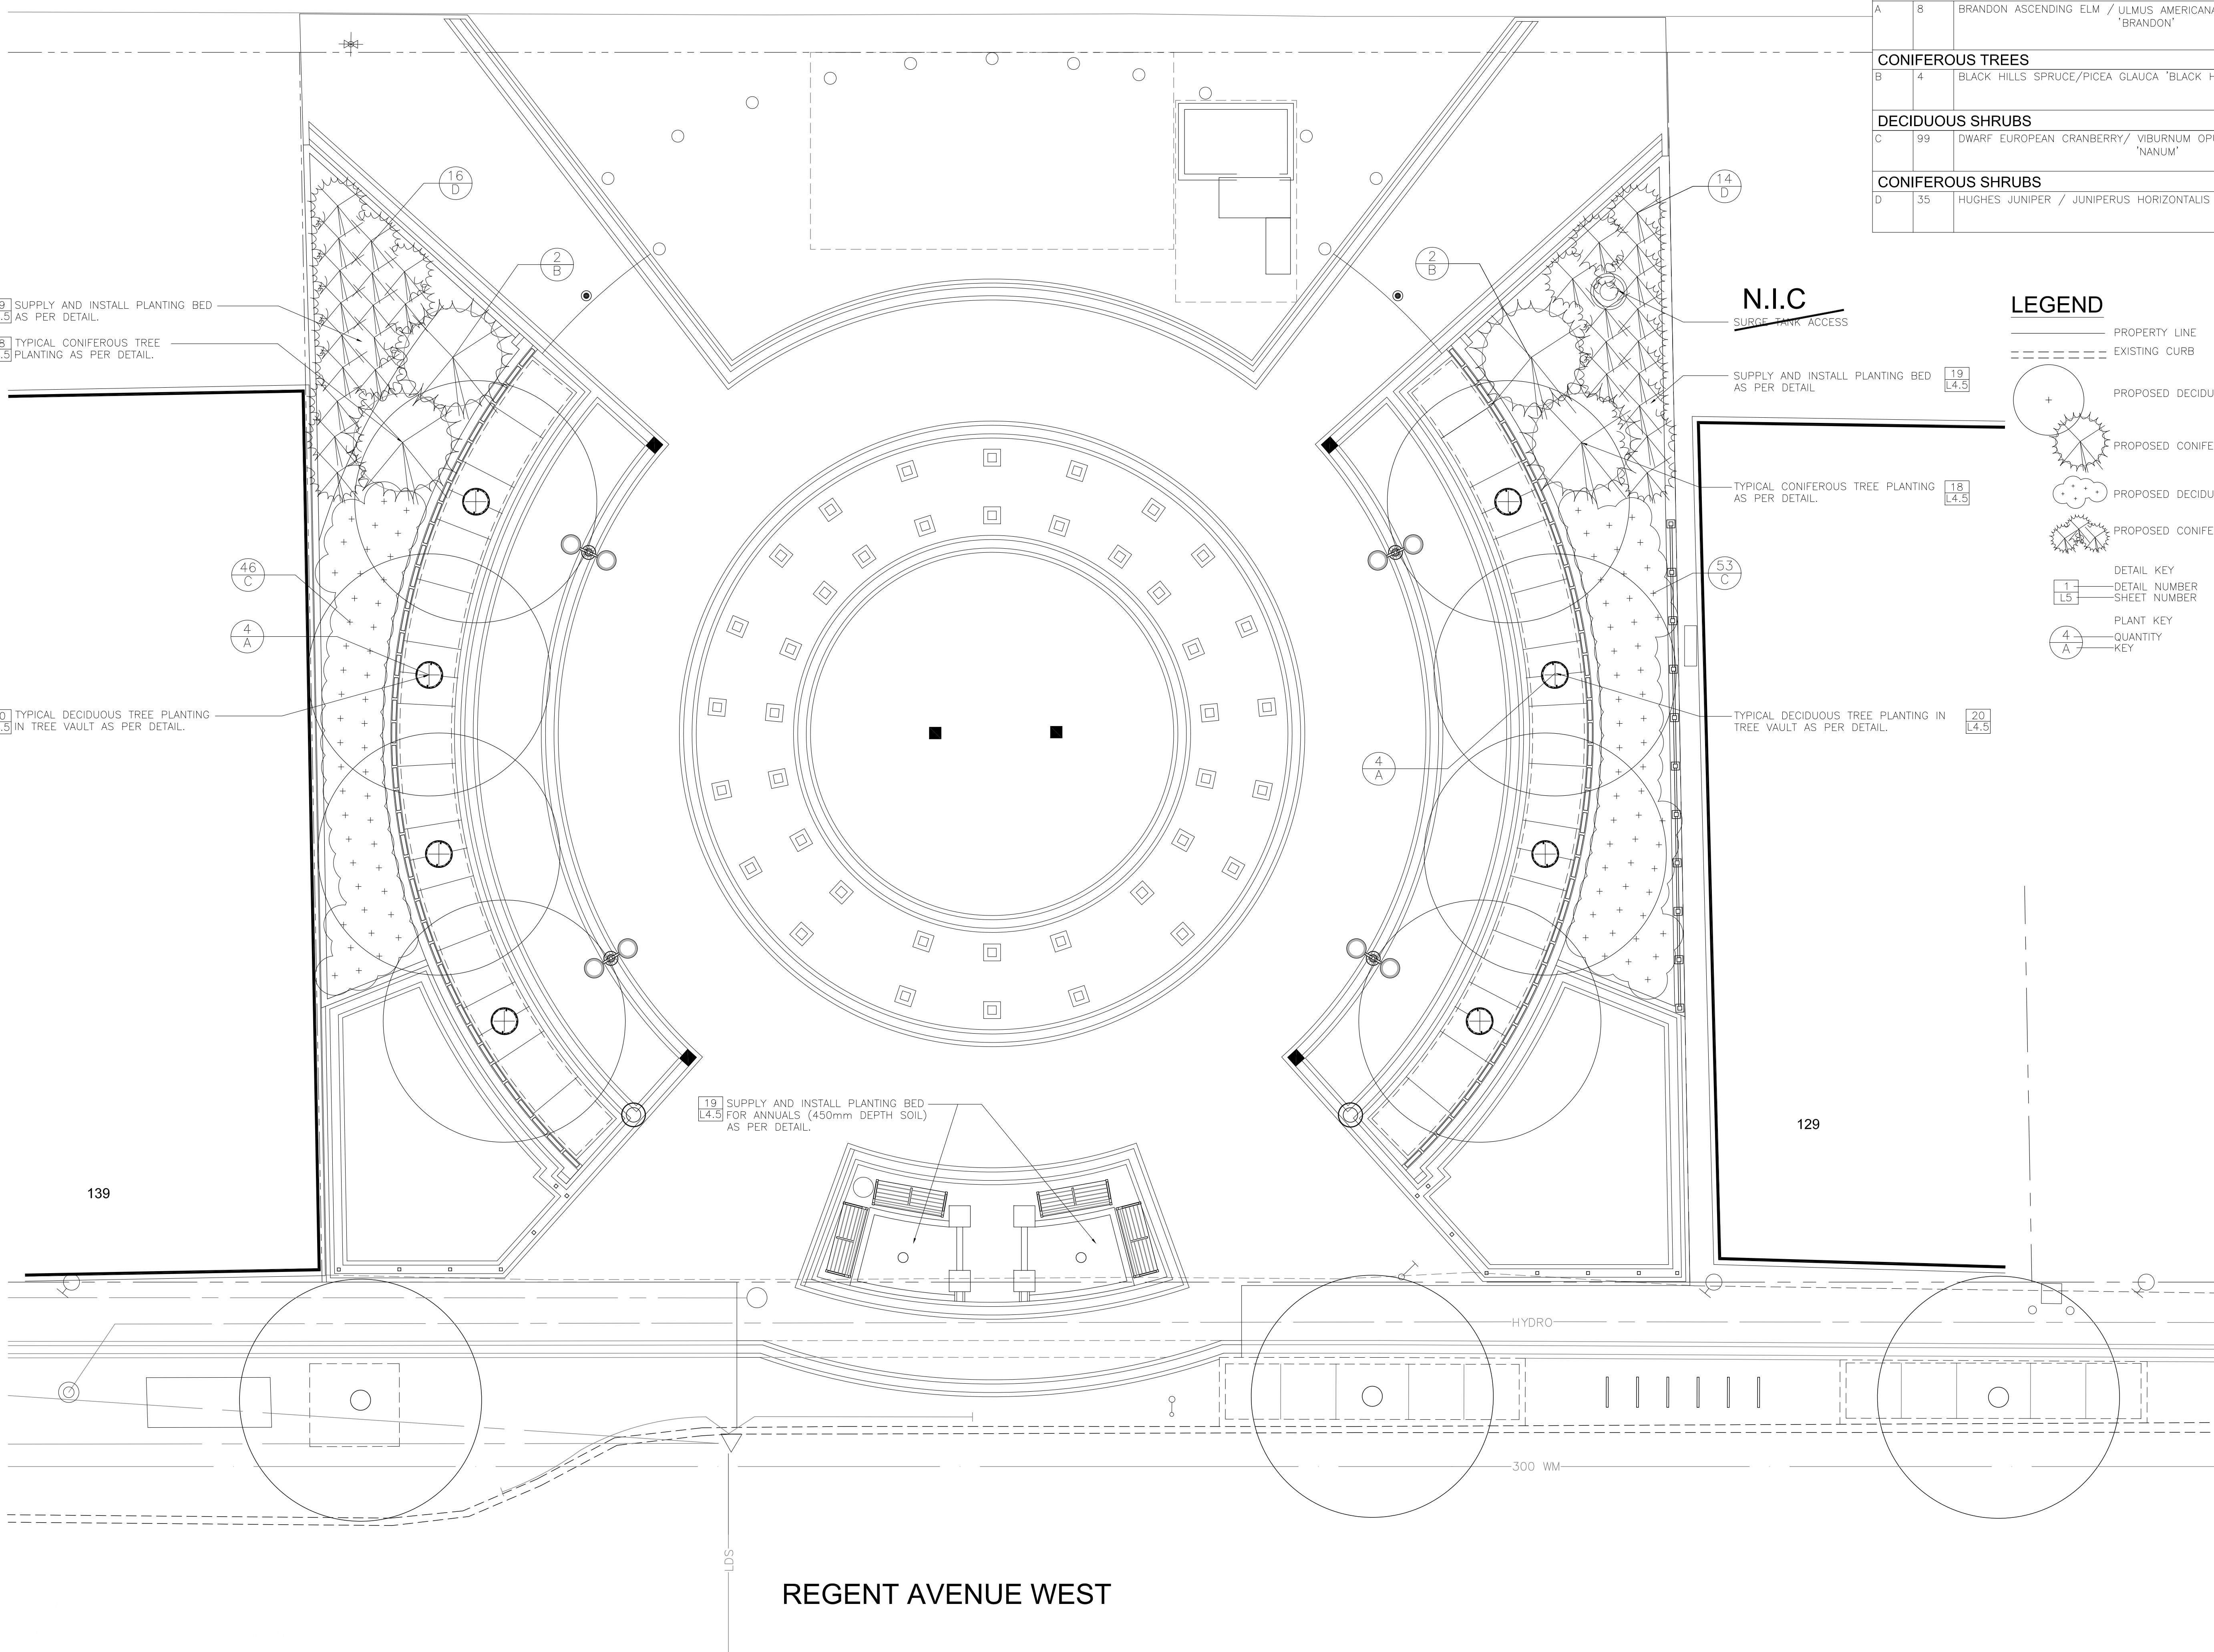 A 8 BRANDON ASCENDING ELM / ULMUS AMERICANA
'BRANDON'
CONIFEROUS TREES
B 4 BLACK HILLS SPRUCE/PICEA GLAUCA 'BLACK
DECIDUOUS SHRUBS
C 99 DWARF EUROPEAN CRANBERRY/ VIBURNUM
'NANUM'
CONIFEROUS SHRUBS
D 35 HUGHES JUNIPER / JUNIPERUS HORIZONTALIS
16
D
14
D
2
B
2
B
SUPPLY AND INSTALL PLANTING BED
AS PER DETAIL.
TYPICAL CONIFEROUS TREE
PLANTING AS PER DETAIL.
N.I.C
SURGE TANK ACCESS
LEGEND
PROPERTY LINE
EXISTING CURB
PROPOSED
PROPOSED
PROPOSED
PROPOSED
DETAIL KEY
1 DETAIL NUMBER
L5 SHEET NUMBER
PLANT KEY
4 QUANTITY
A KEY
SUPPLY AND INSTALL PLANTING BED 19
AS PER DETAIL L4.5
TYPICAL CONIFEROUS TREE PLANTING 18
AS PER DETAIL. L4.5
46
C
53
C
4
A
TYPICAL DECIDUOUS TREE PLANTING
IN TREE VAULT AS PER DETAIL.
TYPICAL DECIDUOUS TREE PLANTING IN 20
TREE VAULT AS PER DETAIL. L4.5
4
A
19 SUPPLY AND INSTALL PLANTING BED
L4.5 FOR ANNUALS (450mm DEPTH SOIL)
AS PER DETAIL.
129
139
HYDRO
300 WM
LDS
REGENT AVENUE WEST